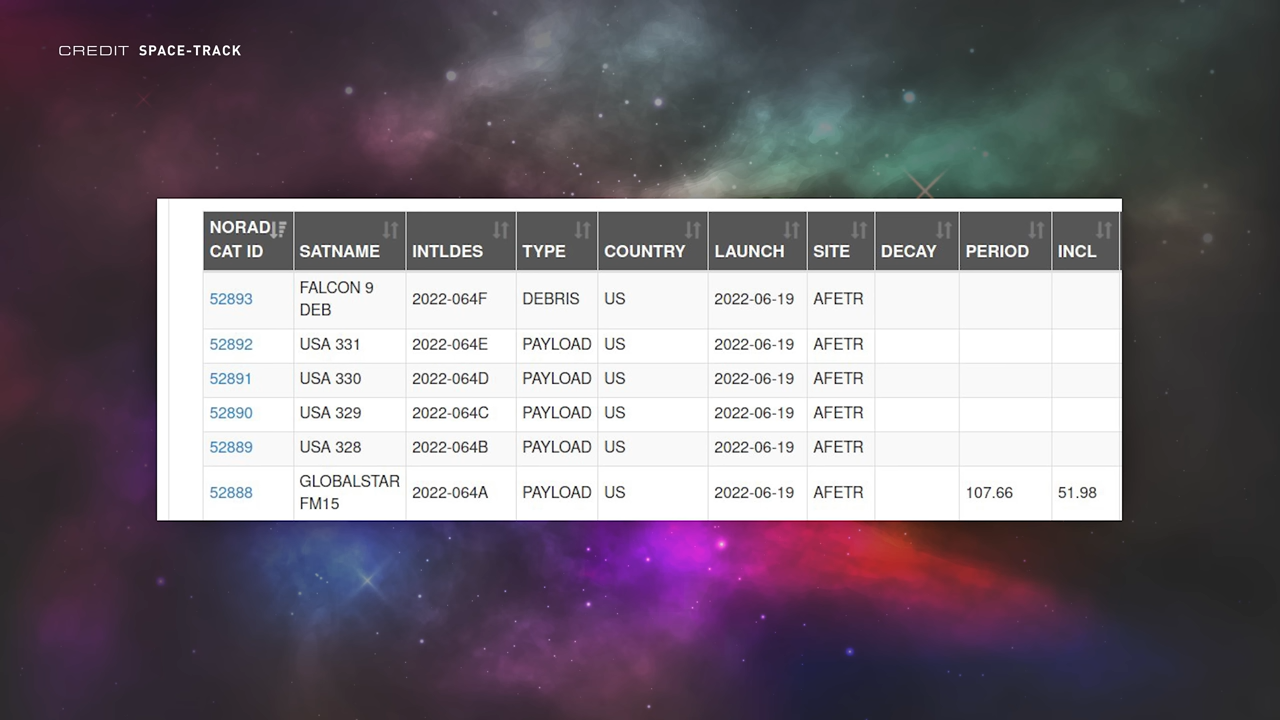 CREDIT SPACE-TRACK
NORAD CAT ID SATNAME INTLDES TYPE COUNTRY LAUNCH SITE DECAY PERIOD INCL
52893 FALCON 9 DEB 2022-064F DEBRIS US 2022-06-19 AFETR
52892 USA 331 2022-064E PAYLOAD US 2022-06-19 AFETR
52891 USA 330 2022-064D PAYLOAD US 2022-06-19 AFETR
52890 USA 329 2022-064C PAYLOAD US 2022-06-19 AFETR
52889 USA 328 2022-064B PAYLOAD US 2022-06-19 AFETR
52888 GLOBALSTAR FM15 2022-064A PAYLOAD US 2022-06-19 AFETR 107.66 51.98